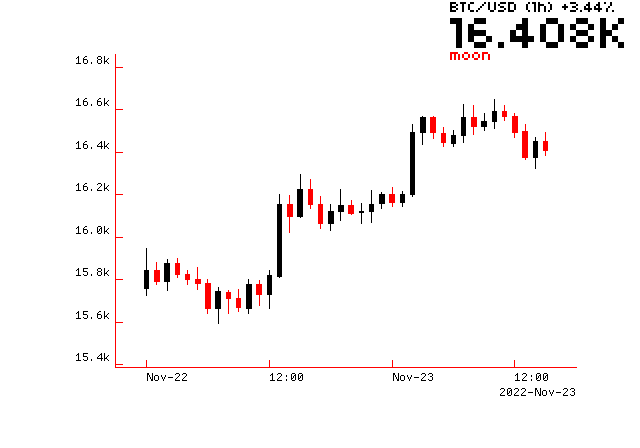 BTC/USD (1h) +3.44%
16.408K
moon
16.8k
16.6k
16.4k
16.2k
16.0k
15.8k
15.6k
15.4k
Nov-22 12:00 Nov-23 12:00
2022-Nov-23